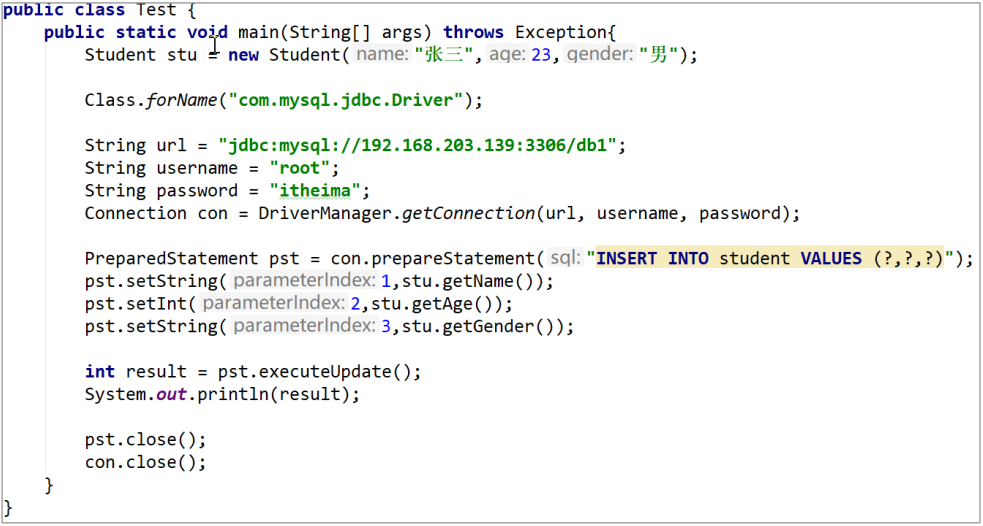 public class Test {
public static void main(String[] args) throws Exception{
Student stu = new Student( name: "张三", age: 23, gender: "男");
Class.forName("com.mysql.jdbc.Driver");
String url = "jdbc:mysql://192.168.203.139:3306/db1";
String username = "root";
String password = "itheima";
Connection con = DriverManager.getConnection(url, username, password);
PreparedStatement pst = con.prepareStatement( sql: "INSERT INTO student VALUES (?,?,?)");
pst.setString( parameterIndex: 1,stu.getName());
pst.setInt( parameterIndex: 2,stu.getAge());
pst.setString( parameterIndex: 3,stu.getGender());
int result = pst.executeUpdate();
System.out.println(result);
pst.close();
con.close();
}
}